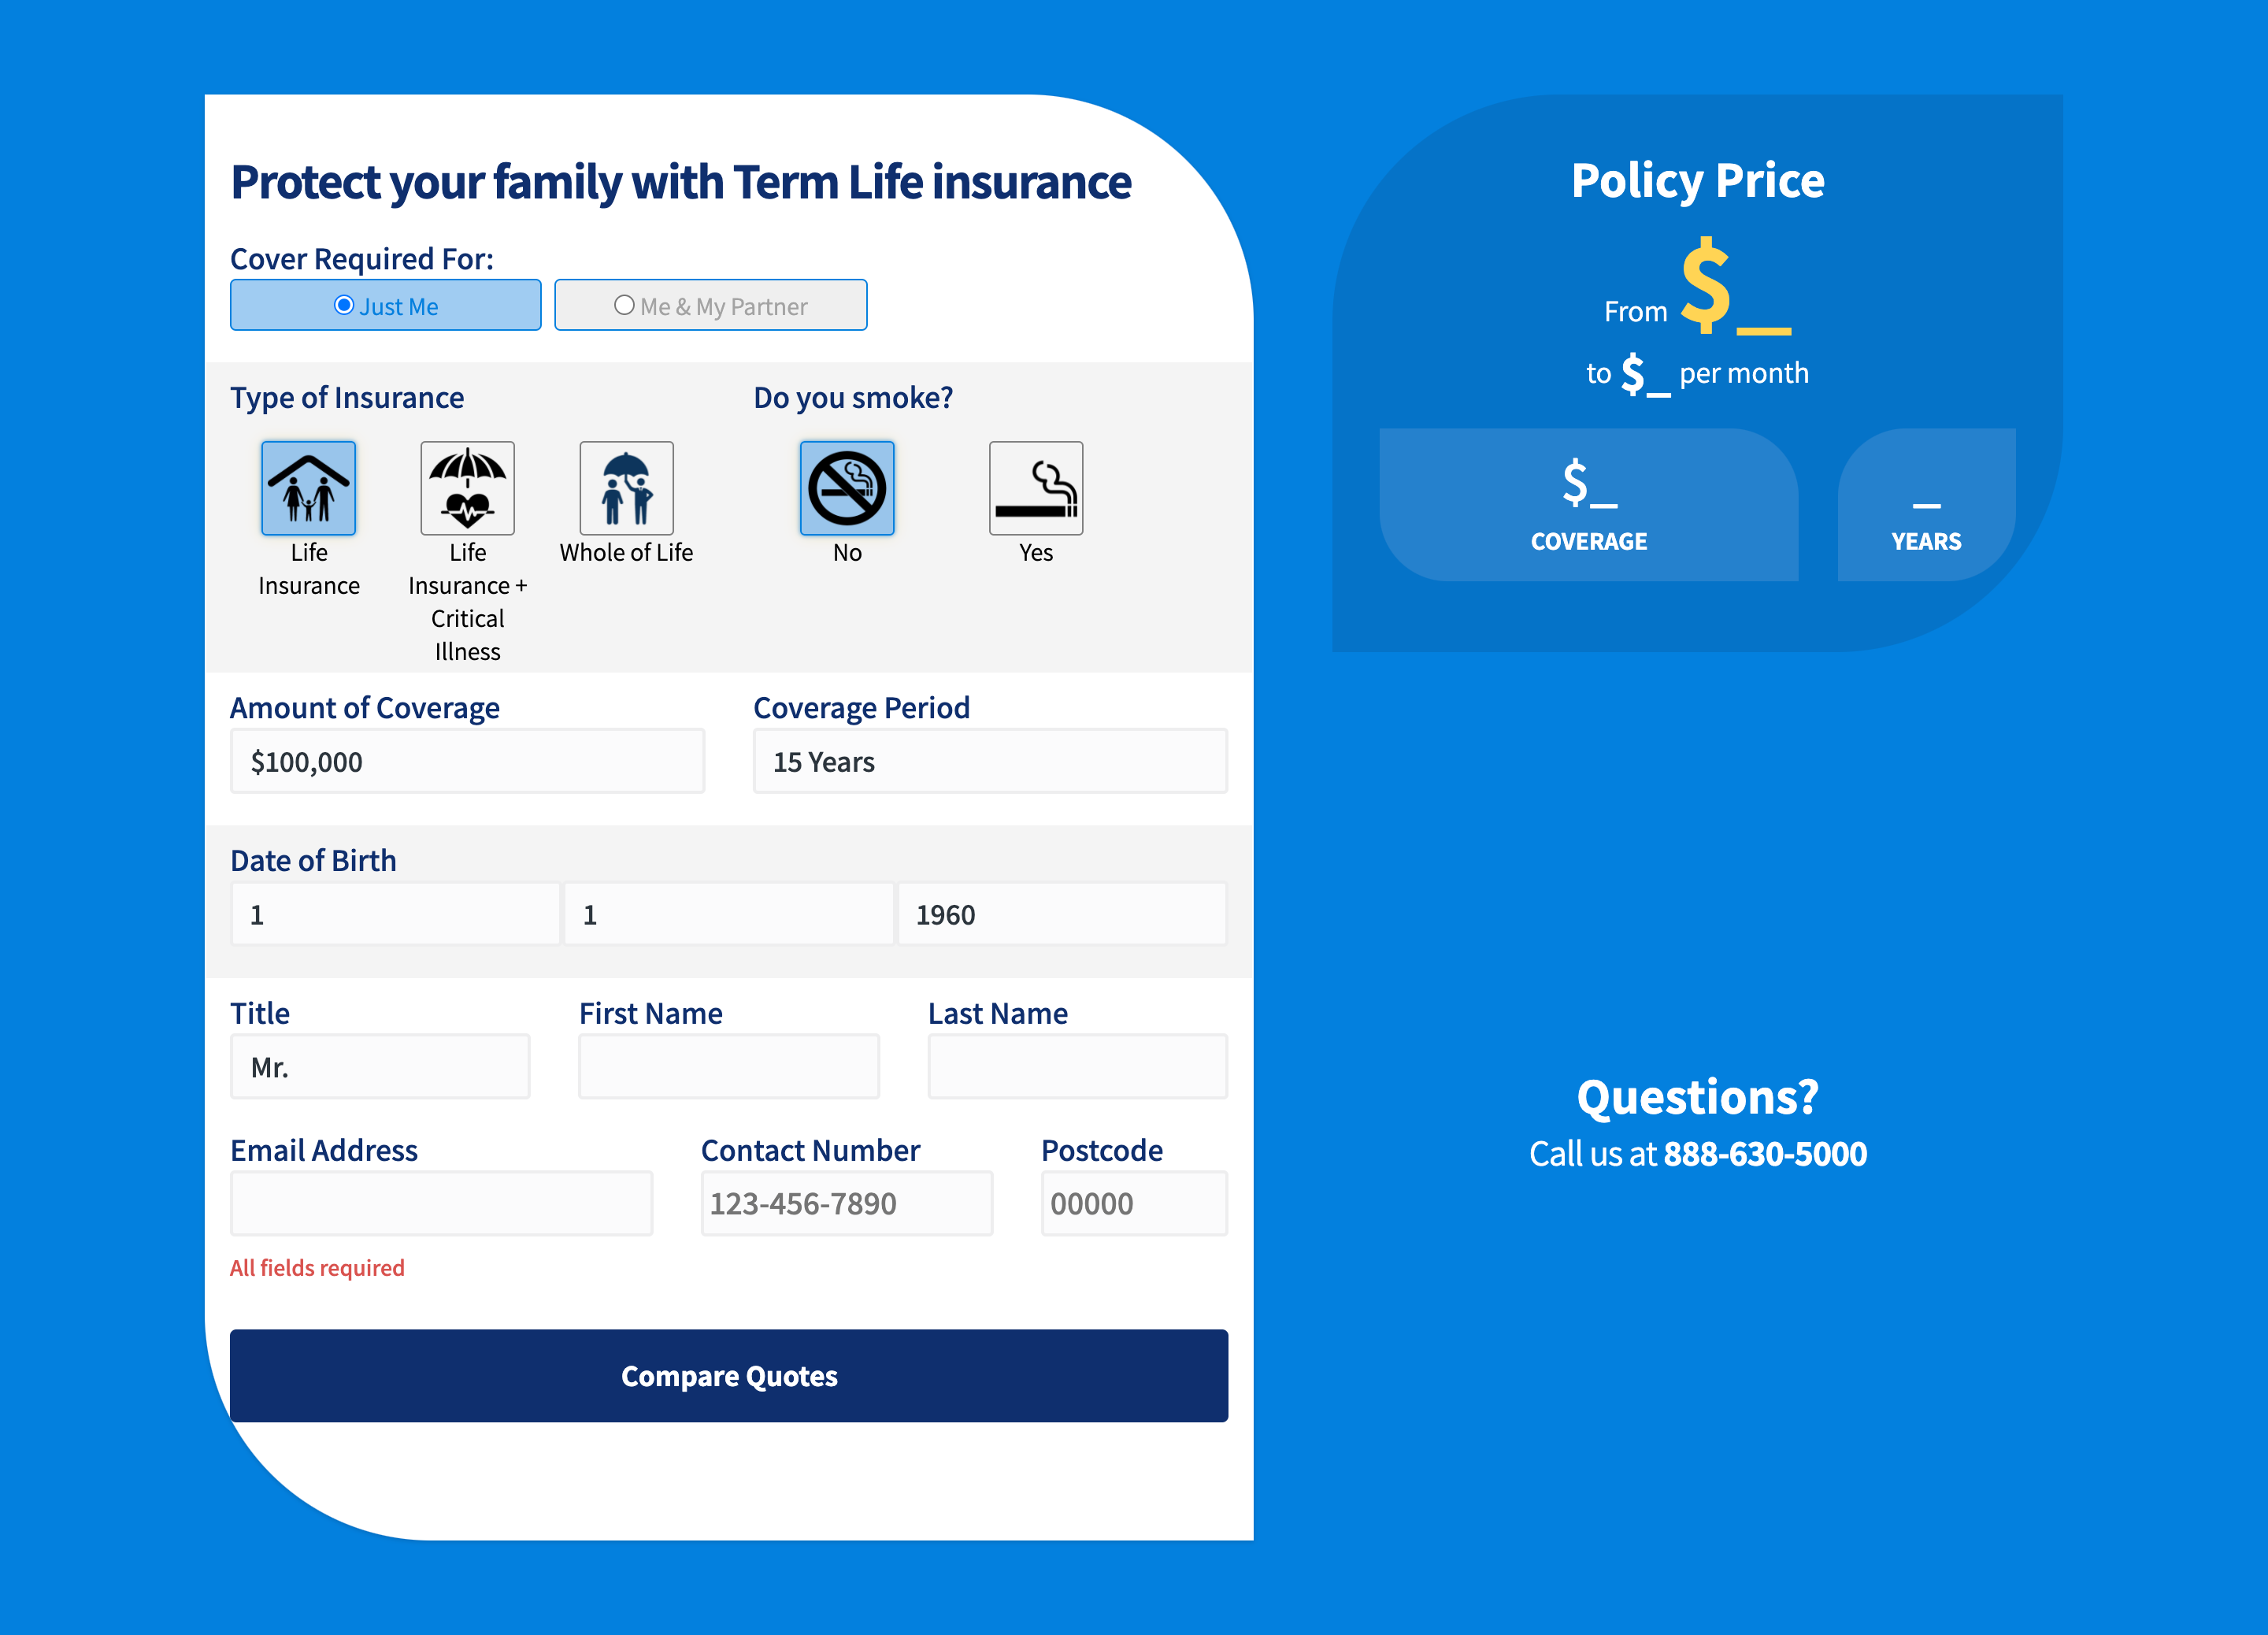 Protect your family with Term Life insurance
Cover Required For:
Just Me
Me & My Partner
Type of Insurance
Life
Insurance
Life
Insurance +
Critical
Illness
Whole of Life
Do you smoke?
No
Yes
Amount of Coverage
$100,000
Coverage Period
15 Years
Date of Birth
1
1
1960
Title
Mr.
First Name
Last Name
Email Address
Contact Number
123-456-7890
Postcode
00000
All fields required
Compare Quotes
Policy Price
From $_
to $_ per month
$_
COVERAGE
_
YEARS
Questions?
Call us at 888-630-5000